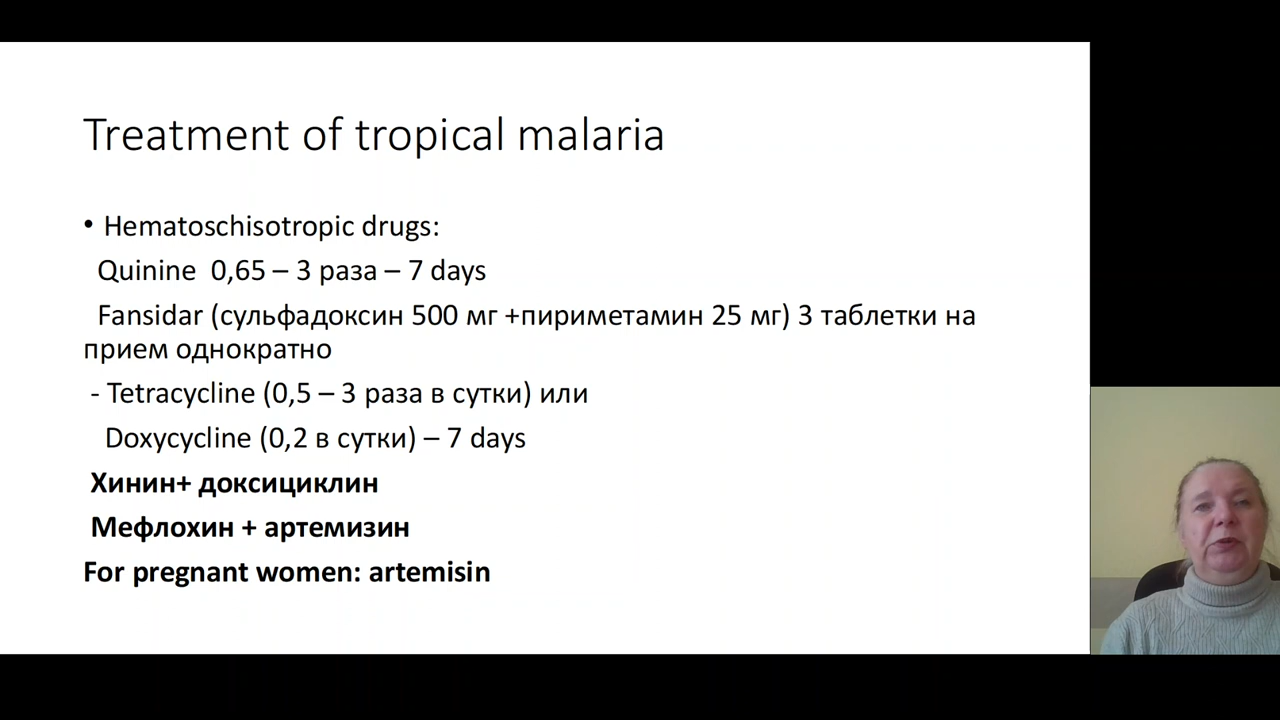 Treatment of tropical malaria
• Hematoschisotropic drugs:
Quinine 0,65 – 3 раза – 7 days
Fansidar (сульфадоксин 500 мг +пириметамин 25 мг) 3 таблетки на
прием однократно
- Tetracycline (0,5 – 3 раза в сутки) или
Doxycycline (0,2 в сутки) – 7 days
Хинин+ доксициклин
Мефлохин + артемизин
For pregnant women: artemisin